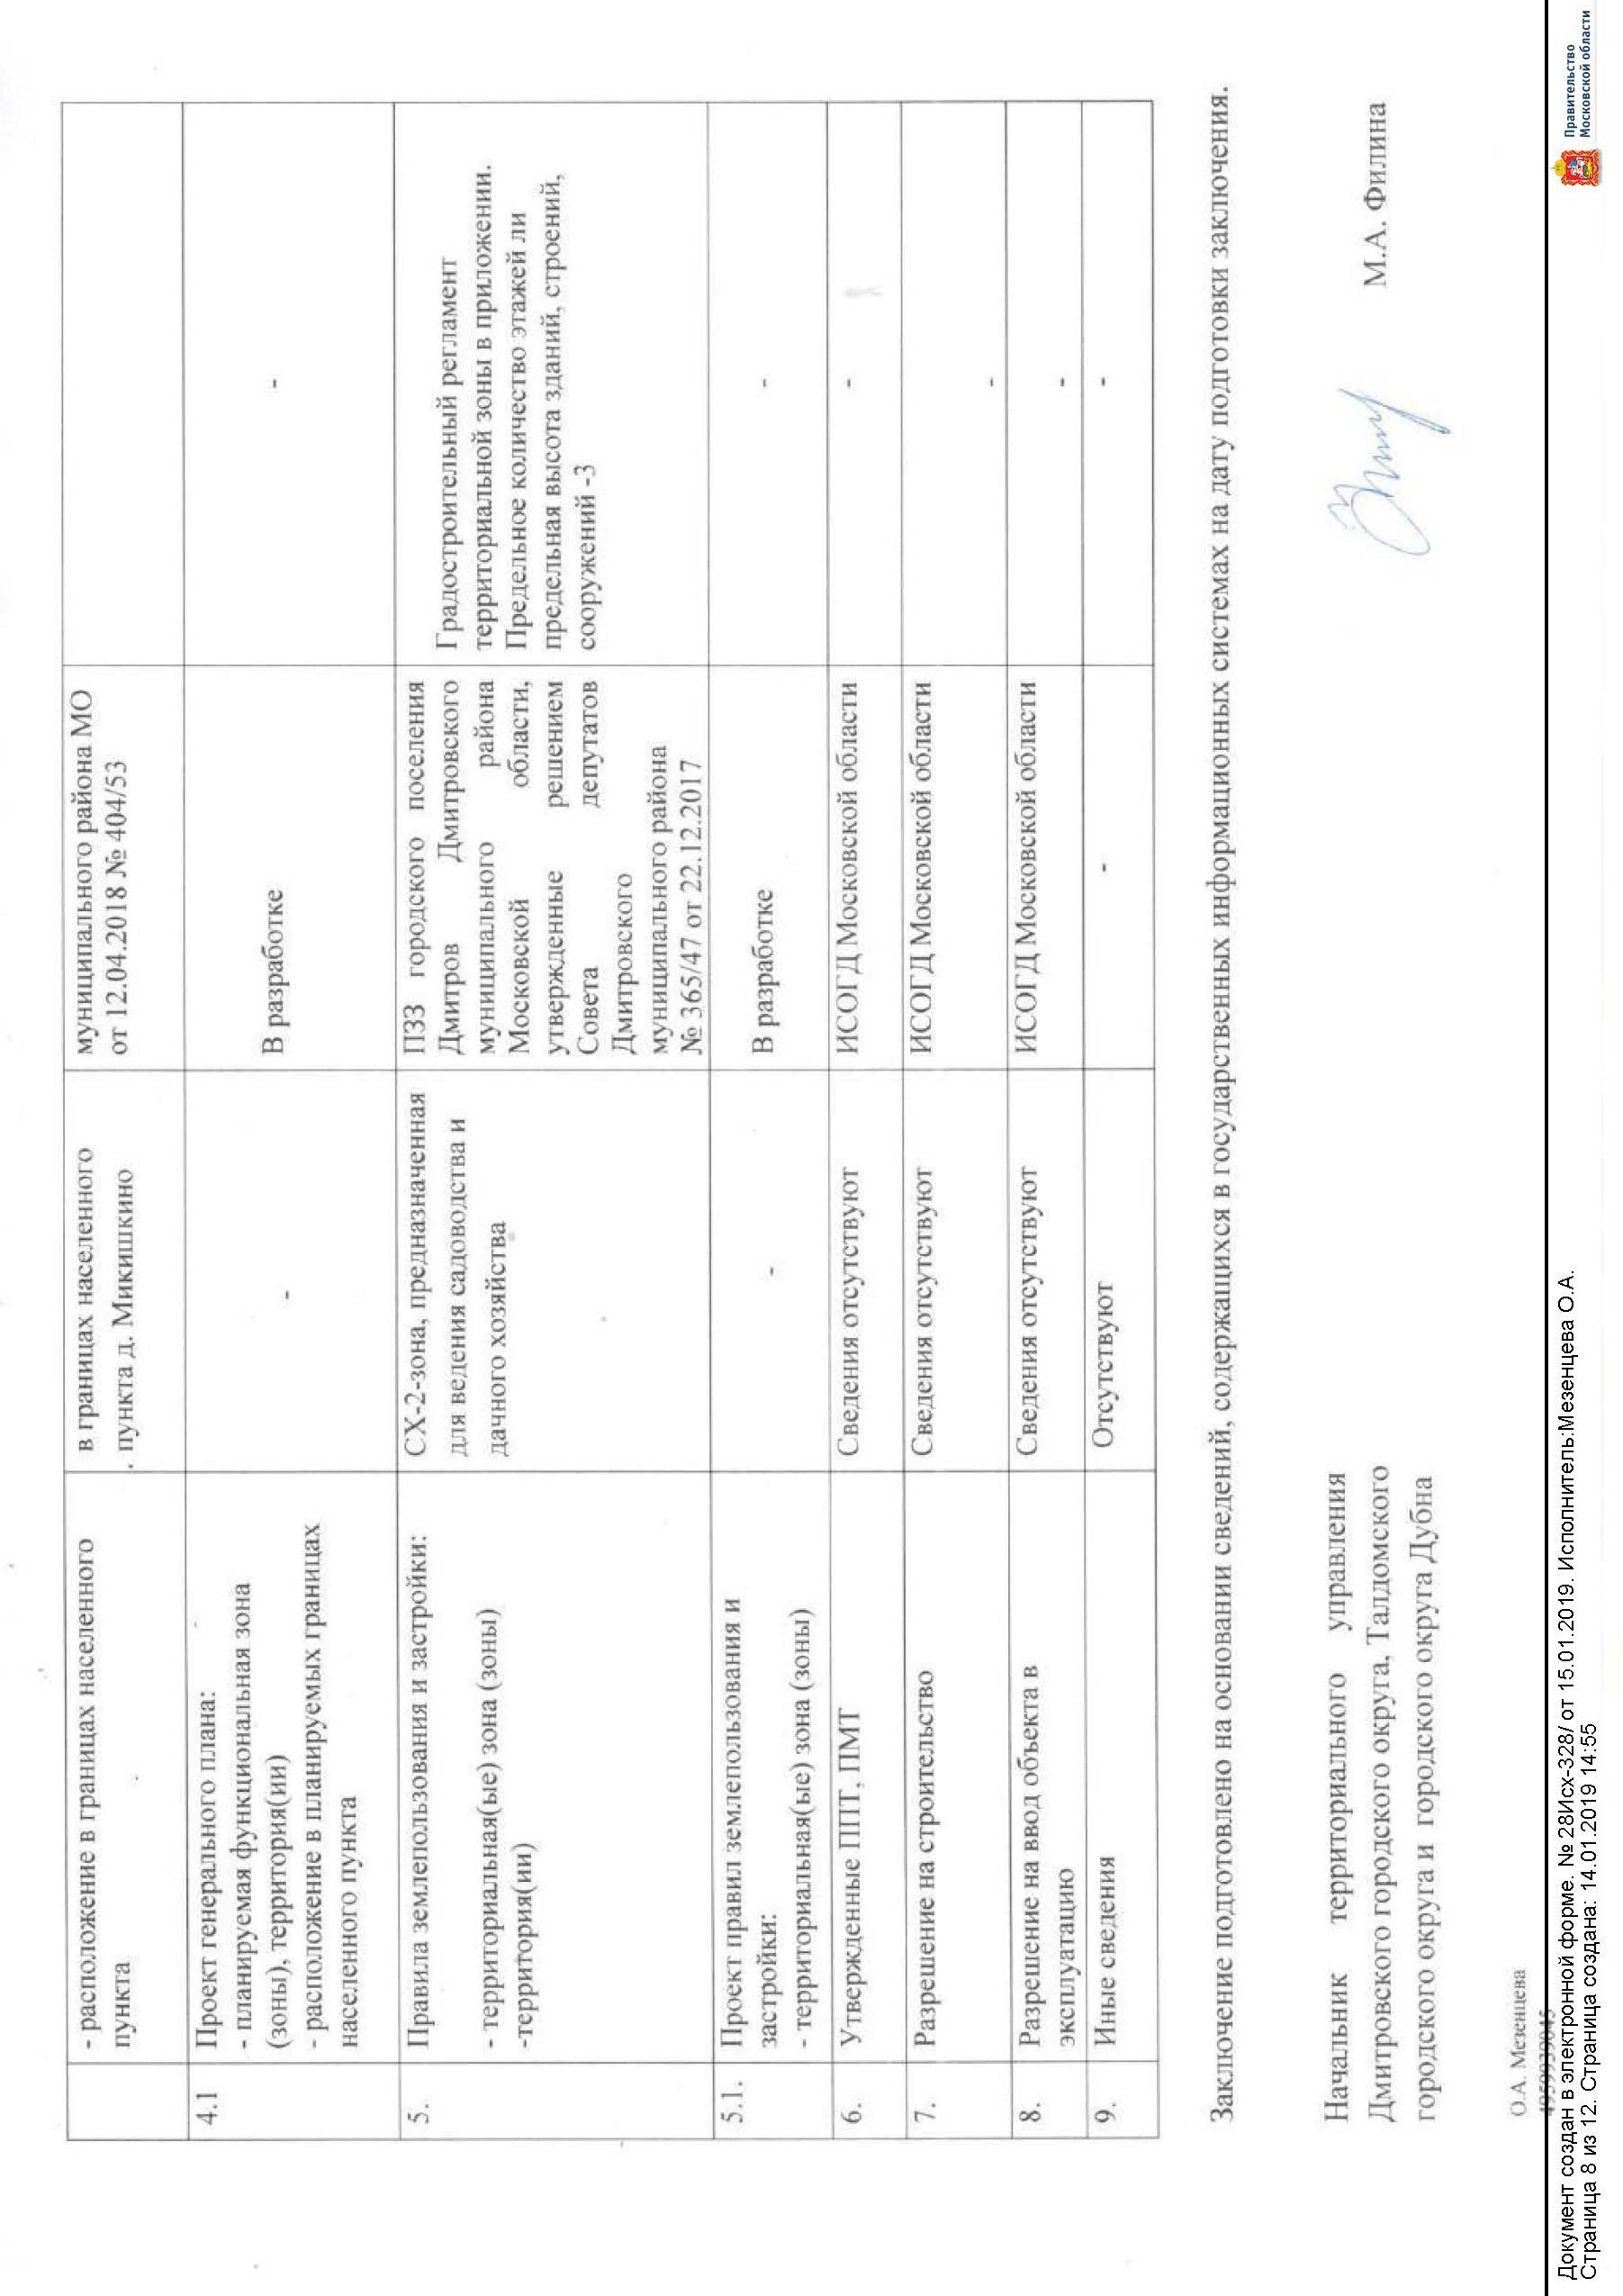 - расположение в границах населенного
пункта
в границах населенного
пункта д. Микишкино
муниципального района МО
от 12.04.2018 № 404/53
4.1
Проект генерального плана:
- планируемая функциональная зона
(зоны), территория(ии)
- расположение в планируемых границах
населенного пункта
-
В разработке
-
5.
Правила землепользования и застройки:
- территориальная(ые) зона (зоны)
-территория(ии)
СХ-2-зона, предназначенная
для ведения садоводства и
дачного хозяйства
ПЗЗ городского поселения
Дмитров Дмитровского
муниципального района
Московской области,
утвержденные решением
Совета депутатов
Дмитровского
муниципального района
№ 365/47 от 22.12.2017
Градостроительный регламент
территориальной зоны в приложении.
Предельное количество этажей ли
предельная высота зданий, строений,
сооружений -3
5.1.
Проект правил землепользования и
застройки:
- территориальная(ые) зона (зоны)
-
В разработке
-
6.
Утвержденные ППТ, ПМТ
Сведения отсутствуют
ИСОГД Московской области
-
7.
Разрешение на строительство
Сведения отсутствуют
ИСОГД Московской области
-
8.
Разрешение на ввод объекта в
эксплуатацию
Сведения отсутствуют
ИСОГД Московской области
-
9.
Иные сведения
Отсутствуют
-
-
Заключение подготовлено на основании сведений, содержащихся в государственных информационных системах на дату подготовки заключения.
Начальник территориального управления
Дмитровского городского округа, Талдомского
городского округа и городского округа Дубна
М.А. Филина
О.А. Мезенцева
4959939045
Документ создан в электронной форме. № 28Исх-328/ от 15.01.2019. Исполнитель:Мезенцева О.А.
Страница 8 из 12. Страница создана: 14.01.2019 14:55
Правительство
Московской области